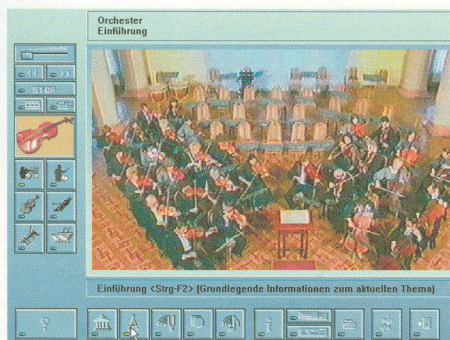 Orchester
Einführung
STOP
Einführung <Strg-F2> (Grundlegende Informationen zum aktuellen Thema)
?
i